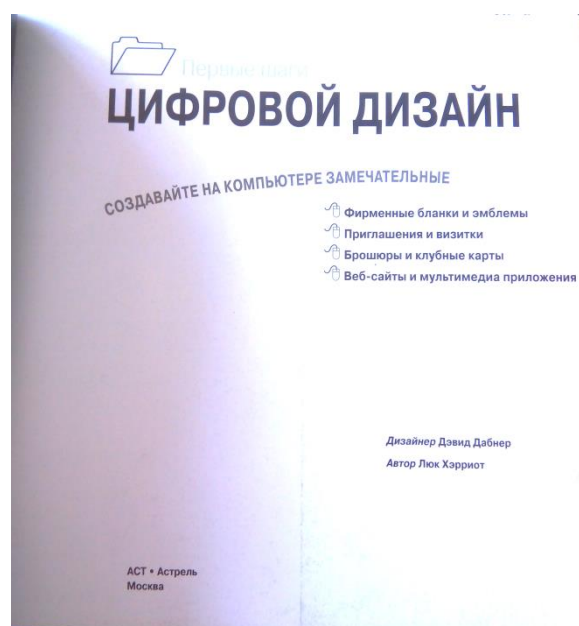 Первые шаги
ЦИФРОВОЙ ДИЗАЙН
СОЗДАВАЙТЕ НА КОМПЬЮТЕРЕ ЗАМЕЧАТЕЛЬНЫЕ
Фирменные бланки и эмблемы
Приглашения и визитки
Брошюры и клубные карты
Веб-сайты и мультимедиа приложения
Дизайнер Дэвид Дабнер
Автор Люк Хэрриот
АСТ • Астрель
Москва